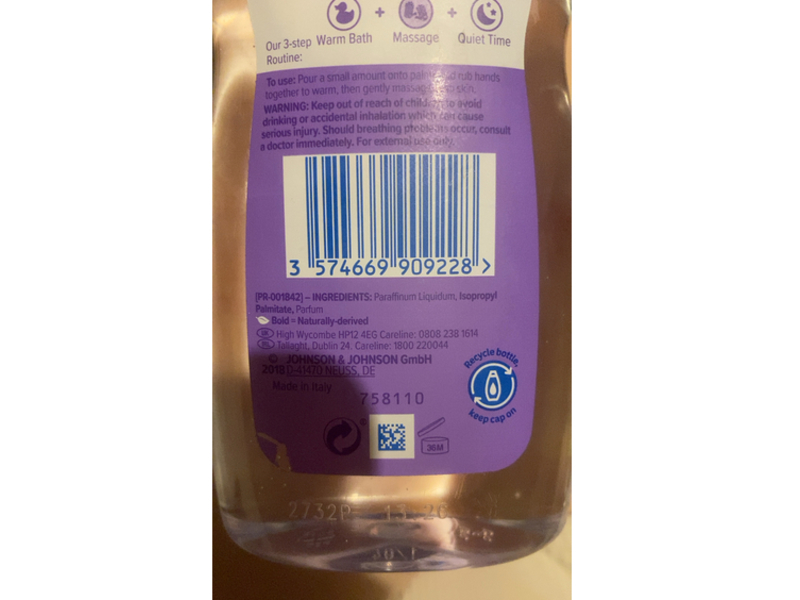 Our 3-step Warm Bath + Massage + Quiet Time
Routine:
To use: Pour a small amount onto palms and rub hands
together to warm, then gently massage onto skin.
WARNING: Keep out of reach of children to avoid
drinking or accidental inhalation which can cause
serious injury. Should breathing problems occur, consult
a doctor immediately. For external use only.
3 574669 909228 >
[PR-001842] – INGREDIENTS: Paraffinum Liquidum, Isopropyl
Palmitate, Parfum
Bold = Naturally-derived
High Wycombe HP12 4EG Careline: 0808 238 1614
Tallaght, Dublin 24. Careline: 1800 220044
© JOHNSON & JOHNSON GmbH
2018 D-41470 NEUSS, DE
Made in Italy
758110
Recycle bottle,
keep cap on
36M
2732P 13:20